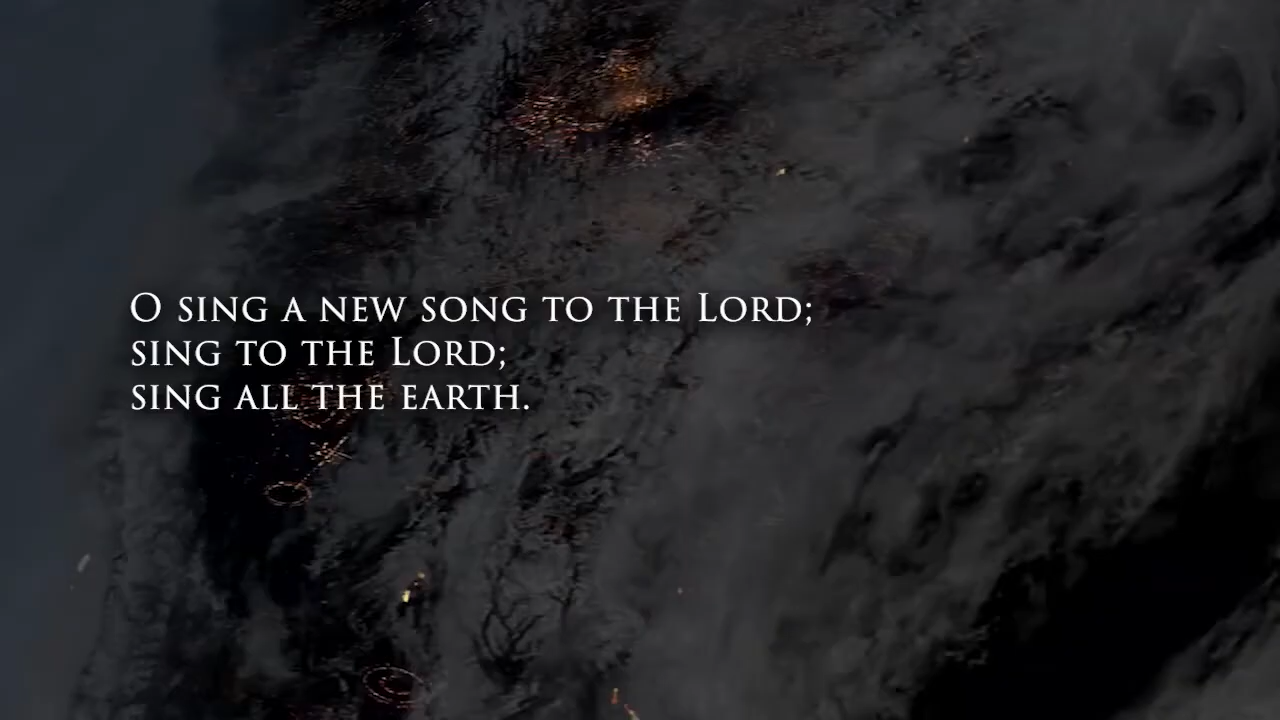 O sing a new song to the Lord;
sing to the Lord;
sing all the earth.